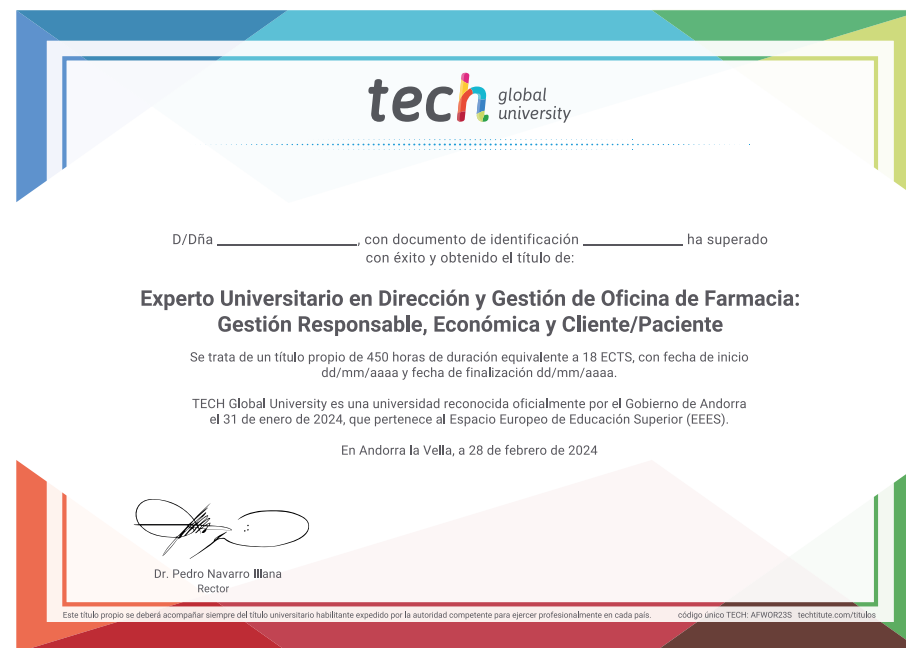 tech global
university
D/Dña ____________, con documento de identificación ____________ ha superado
con éxito y obtenido el título de:
Experto Universitario en Dirección y Gestión de Oficina de Farmacia:
Gestión Responsable, Económica y Cliente/Paciente
Se trata de un título propio de 450 horas de duración equivalente a 18 ECTS, con fecha de inicio
dd/mm/aaaa y fecha de finalización dd/mm/aaaa.
TECH Global University es una universidad reconocida oficialmente por el Gobierno de Andorra
el 31 de enero de 2024, que pertenece al Espacio Europeo de Educación Superior (EEES).
En Andorra la Vella, a 28 de febrero de 2024
Dr. Pedro Navarro Illana
Rector
Este título propio se deberá acompañar siempre del título universitario habilitante expedido por la autoridad competente para ejercer profesionalmente en cada país. código único TECH: AFWOR23S techtitute.com/titulos